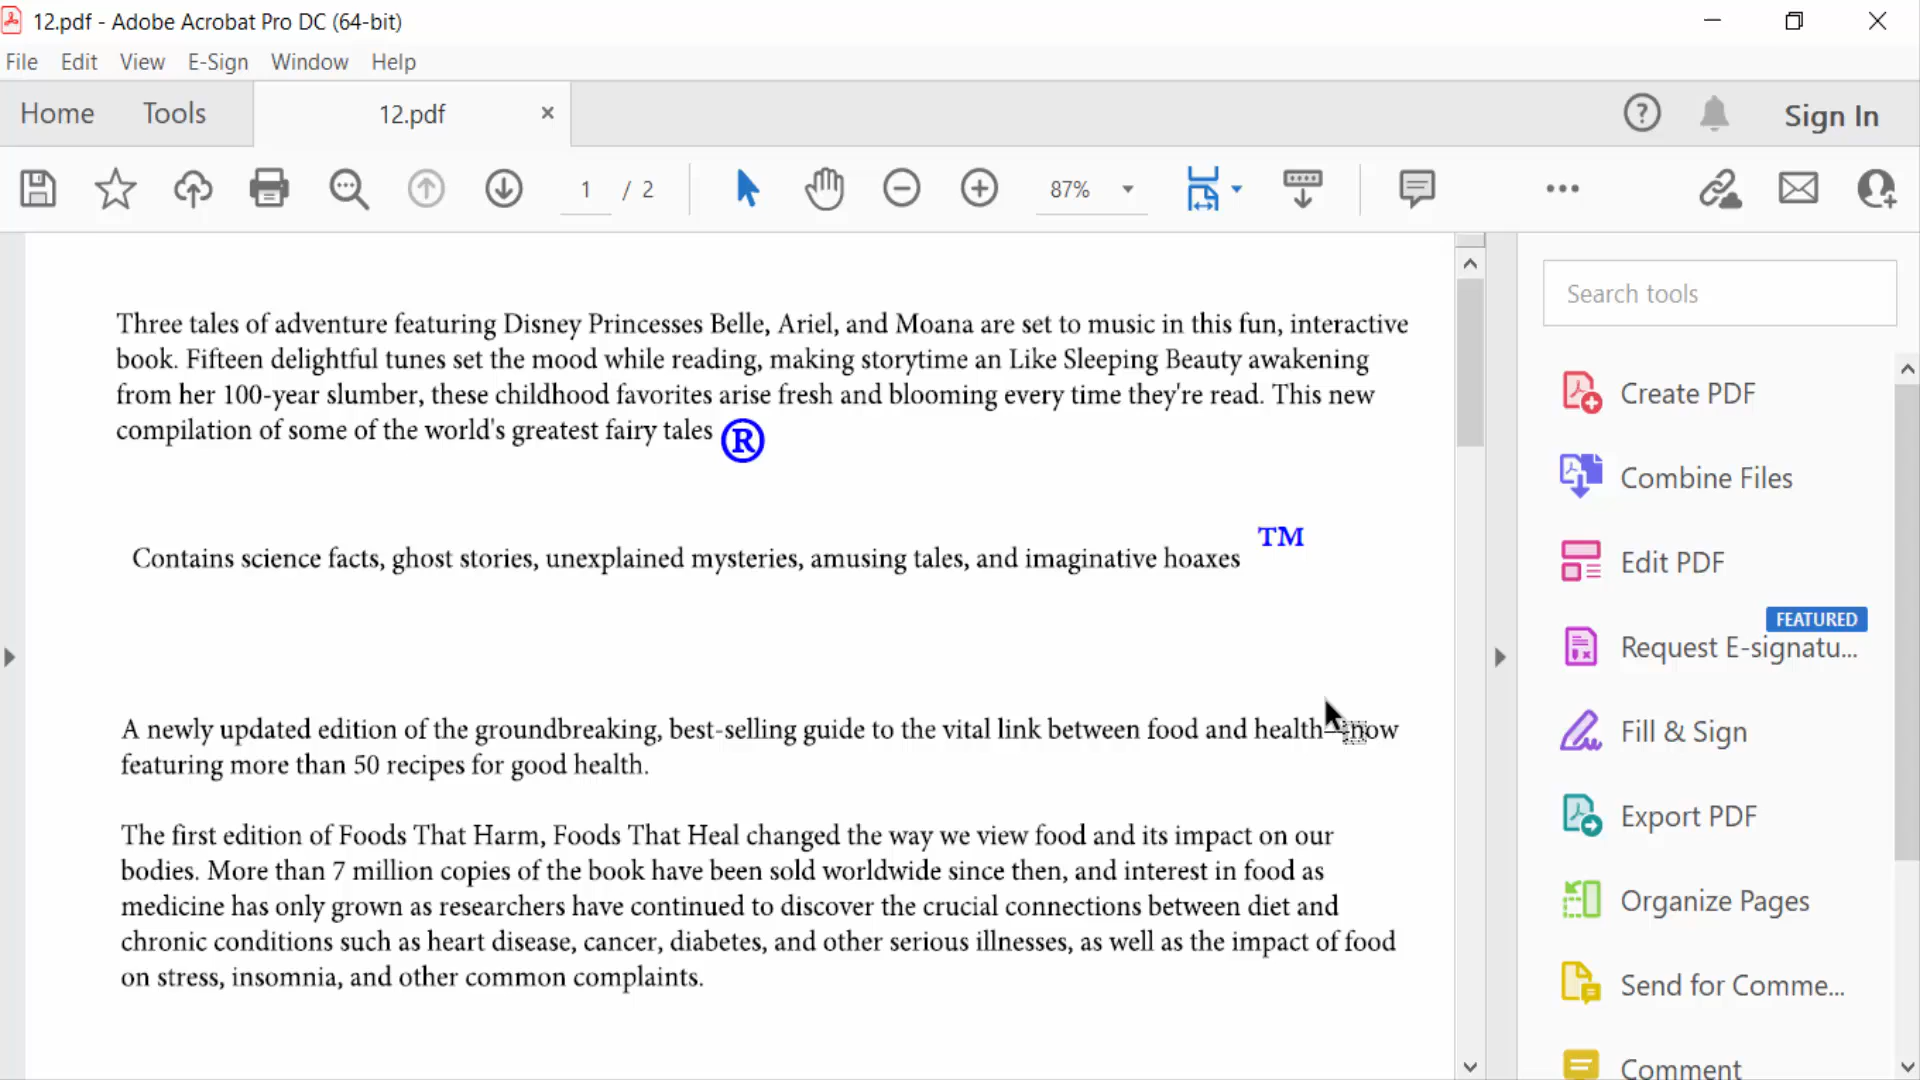 12.pdf - Adobe Acrobat Pro DC (64-bit)
File Edit View E-Sign Window Help
Home Tools 12.pdf × Sign In
1 / 2 87%
Search tools
Three tales of adventure featuring Disney Princesses Belle, Ariel, and Moana are set to music in this fun, interactive
book. Fifteen delightful tunes set the mood while reading, making storytime an Like Sleeping Beauty awakening
from her 100-year slumber, these childhood favorites arise fresh and blooming every time they're read. This new
compilation of some of the world's greatest fairy tales ®
Contains science facts, ghost stories, unexplained mysteries, amusing tales, and imaginative hoaxes ™
A newly updated edition of the groundbreaking, best-selling guide to the vital link between food and health—now
featuring more than 50 recipes for good health.
The first edition of Foods That Harm, Foods That Heal changed the way we view food and its impact on our
bodies. More than 7 million copies of the book have been sold worldwide since then, and interest in food as
medicine has only grown as researchers have continued to discover the crucial connections between diet and
chronic conditions such as heart disease, cancer, diabetes, and other serious illnesses, as well as the impact of food
on stress, insomnia, and other common complaints.
Create PDF
Combine Files
Edit PDF
FEATURED
Request E-signatu...
Fill & Sign
Export PDF
Organize Pages
Send for Comme...
Comment